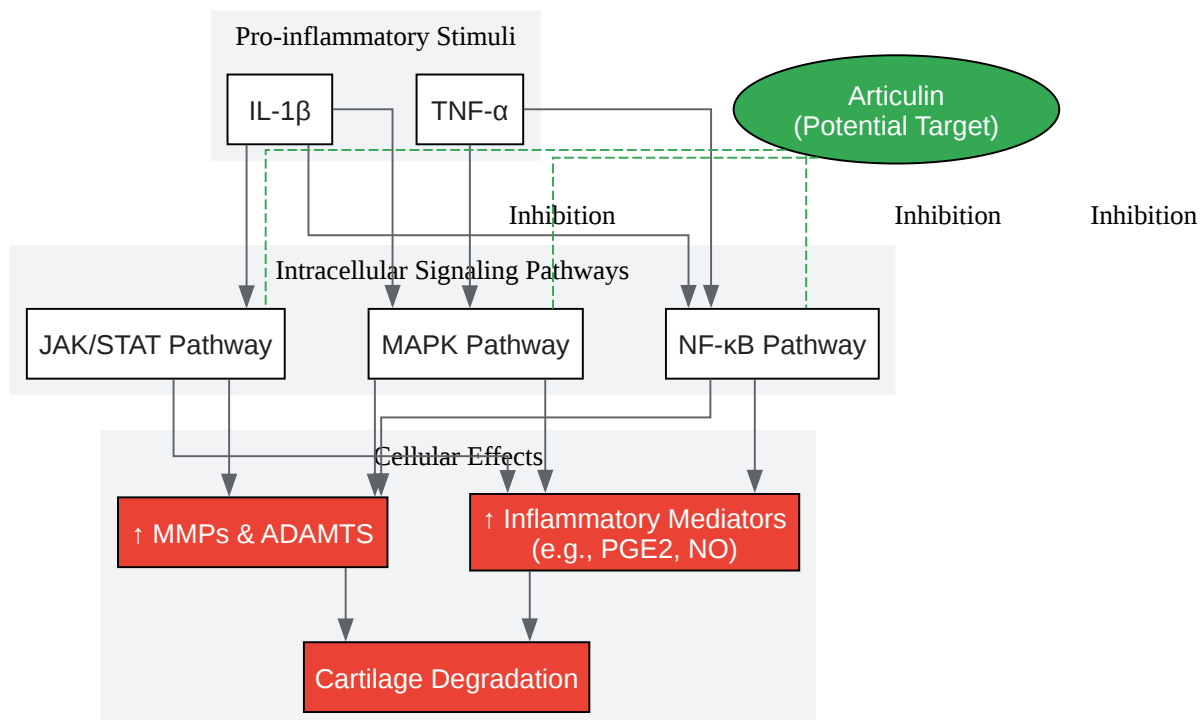 Pro-inflammatory Stimuli
IL-1β
TNF-α
Articulin
(Potential Target)
Inhibition
Inhibition
Inhibition
Intracellular Signaling Pathways
JAK/STAT Pathway
MAPK Pathway
NF-κB Pathway
Cellular Effects
↑ MMPs & ADAMTS
↑ Inflammatory Mediators
(e.g., PGE2, NO)
Cartilage Degradation